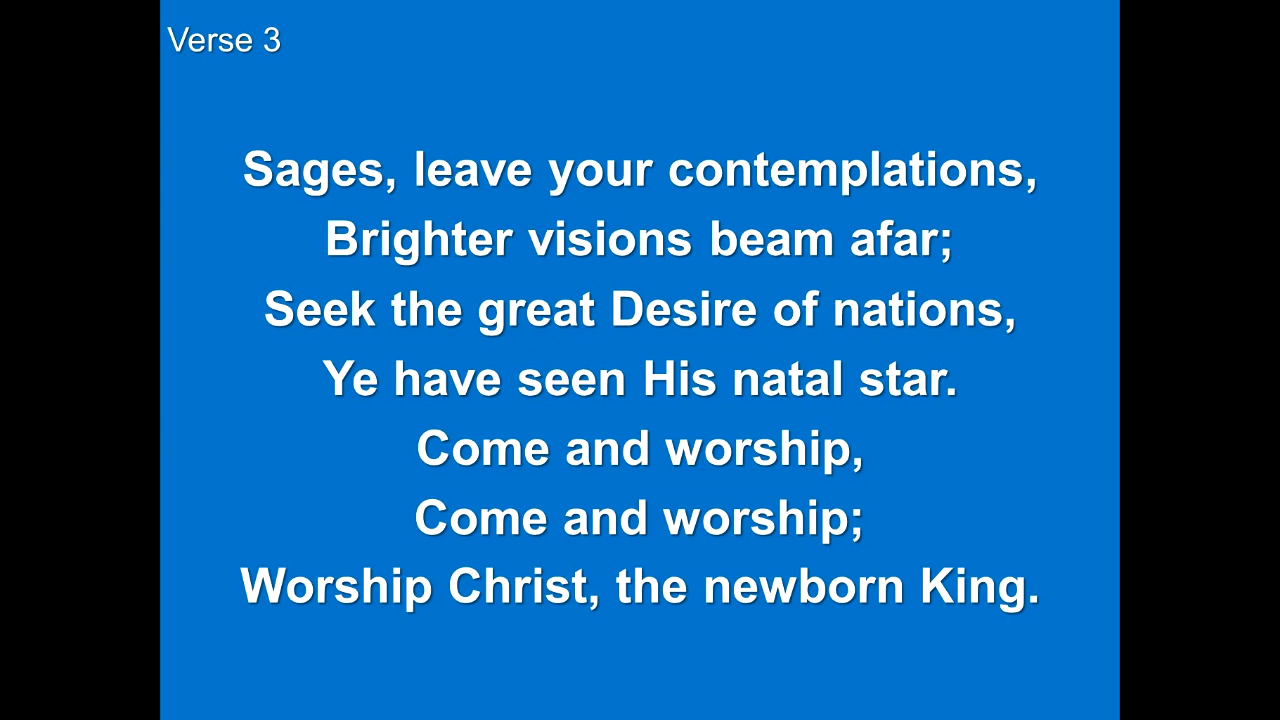 Verse 3
Sages, leave your contemplations,
Brighter visions beam afar;
Seek the great Desire of nations,
Ye have seen His natal star.
Come and worship,
Come and worship;
Worship Christ, the newborn King.